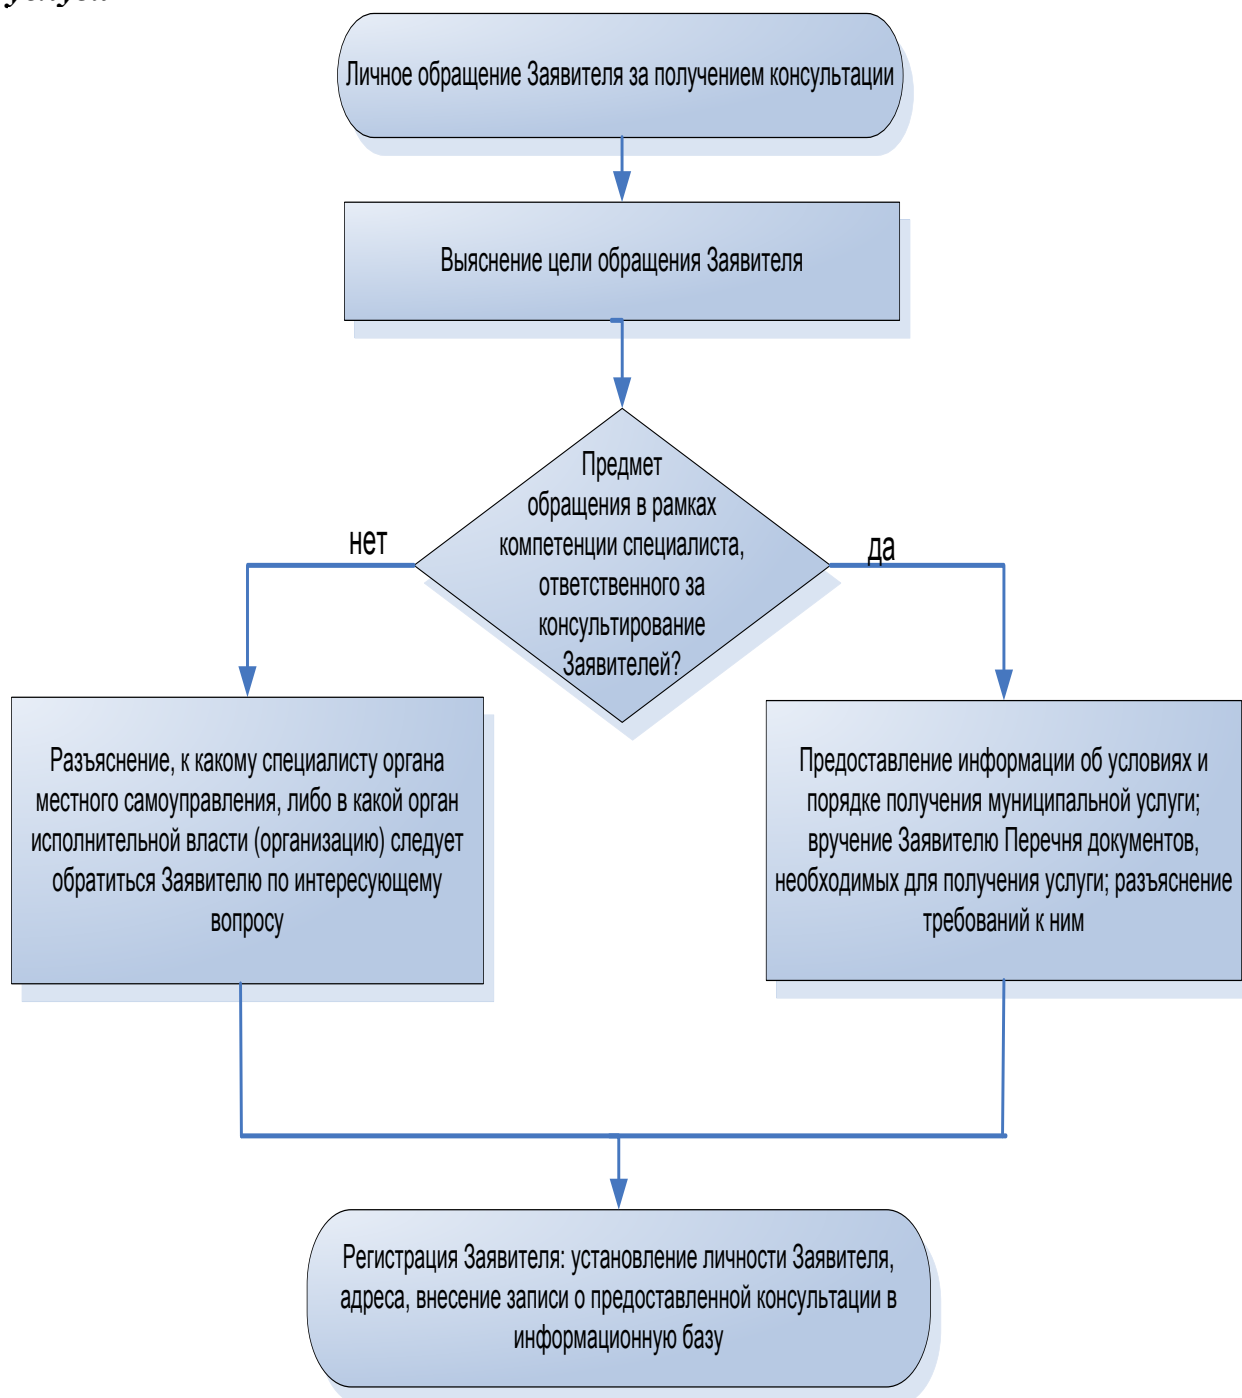 Личное обращение Заявителя за получением консультации
Выяснение цели обращения Заявителя
Предмет
обращения в рамках
компетенции специалиста,
ответственного за
консультирование
Заявителей?
нет
да
Разъяснение, к какому специалисту органа
местного самоуправления, либо в какой орган
исполнительной власти (организацию) следует
обратиться Заявителю по интересующему
вопросу
Предоставление информации об условиях и
порядке получения муниципальной услуги;
вручение Заявителю Перечня документов,
необходимых для получения услуги; разъяснение
требований к ним
Регистрация Заявителя: установление личности Заявителя,
адреса, внесение записи о предоставленной консультации в
информационную базу